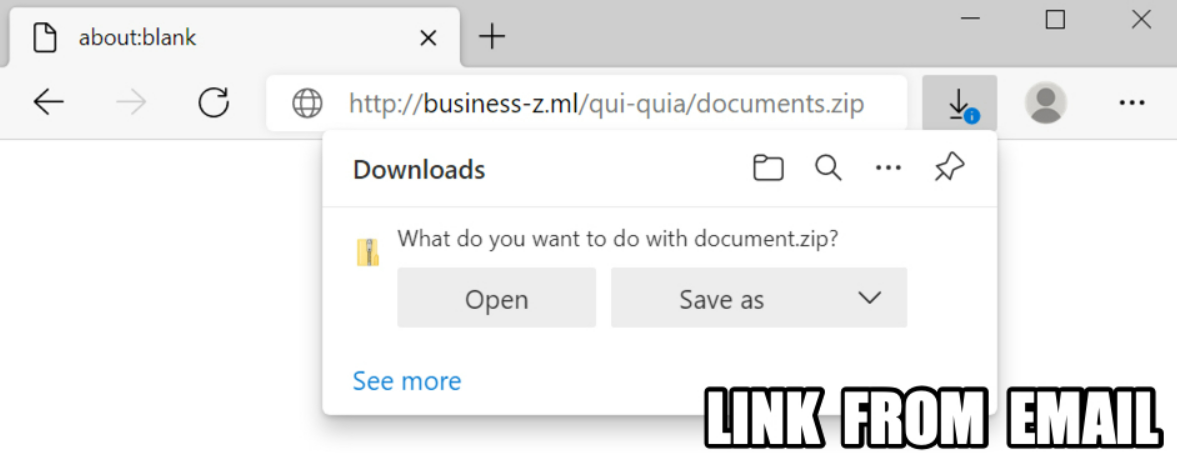 about:blank
http://business-z.ml/qui-quia/documents.zip
Downloads
What do you want to do with document.zip?
Open
Save as
See more
LINK FROM EMAIL